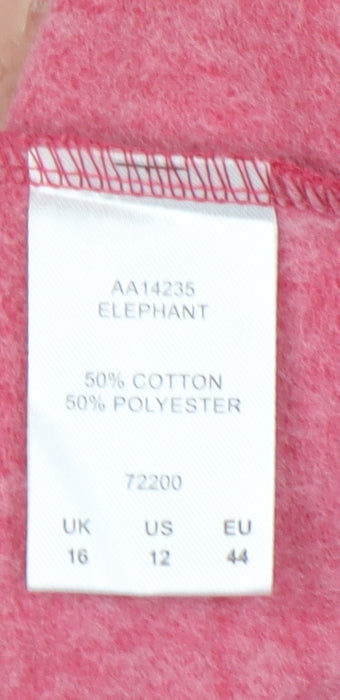 AA14235
ELEPHANT
50% COTTON
50% POLYESTER
72200
UK US EU
16 12 44